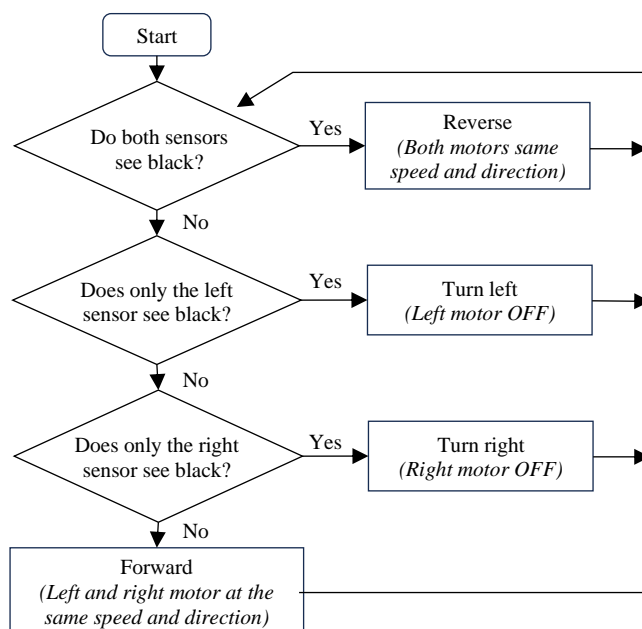 Start
Do both sensors
see black?
Yes
Reverse
(Both motors same
speed and direction)
No
Does only the left
sensor see black?
Yes
Turn left
(Left motor OFF)
No
Does only the right
sensor see black?
Yes
Turn right
(Right motor OFF)
No
Forward
(Left and right motor at the
same speed and direction)